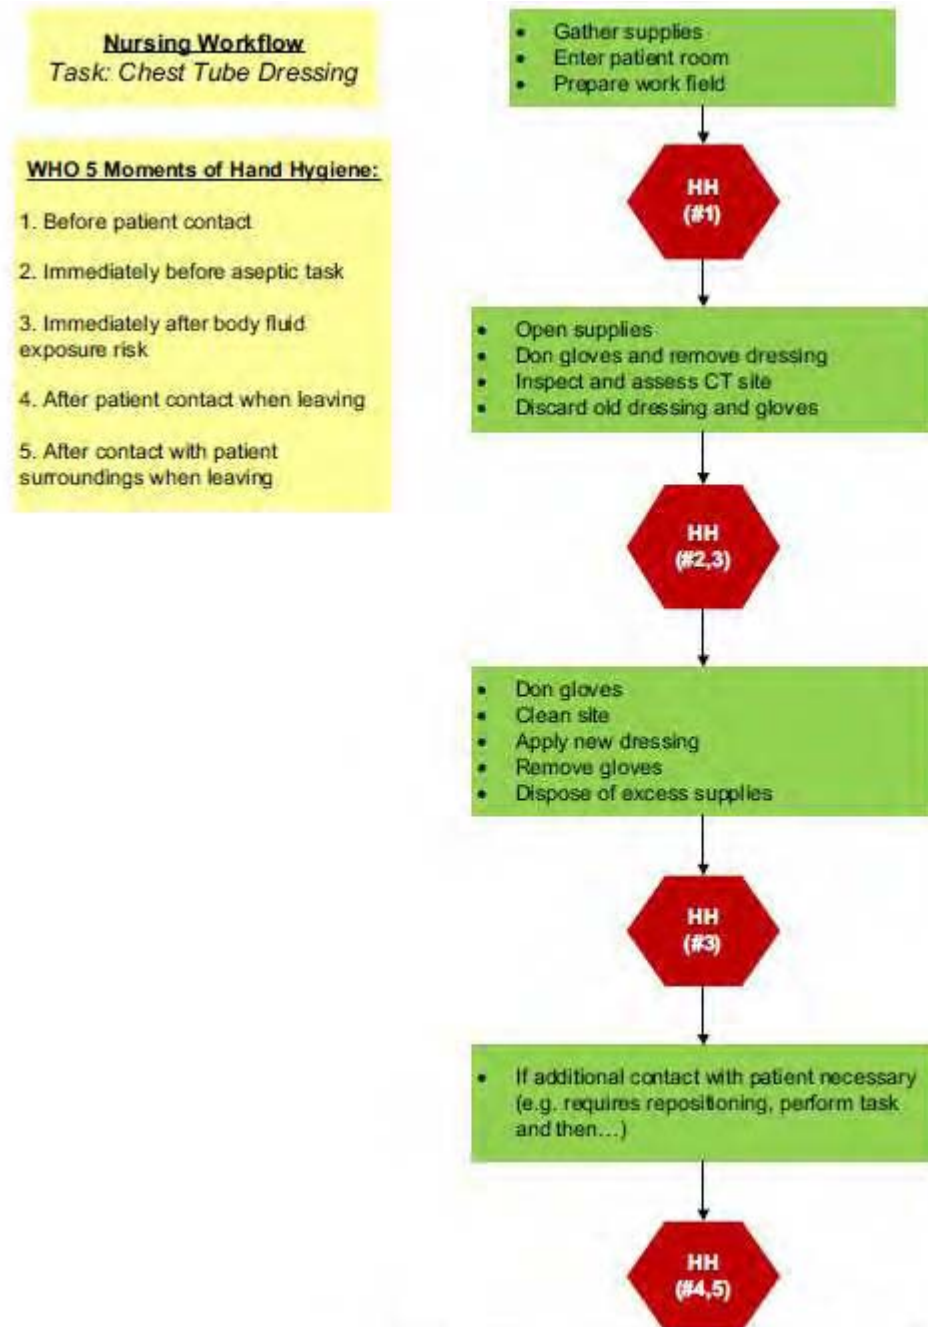 Nursing Workflow
Task: Chest Tube Dressing
WHO 5 Moments of Hand Hygiene:
1. Before patient contact
2. Immediately before aseptic task
3. Immediately after body fluid
exposure risk
4. After patient contact when leaving
5. After contact with patient
surroundings when leaving
• Gather supplies
• Enter patient room
• Prepare work field
HH
(#1)
• Open supplies
• Don gloves and remove dressing
• Inspect and assess CT site
• Discard old dressing and gloves
HH
(#2,3)
• Don gloves
• Clean site
• Apply new dressing
• Remove gloves
• Dispose of excess supplies
HH
(#3)
• If additional contact with patient necessary
(e.g. requires repositioning, perform task
and then…)
HH
(#4,5)